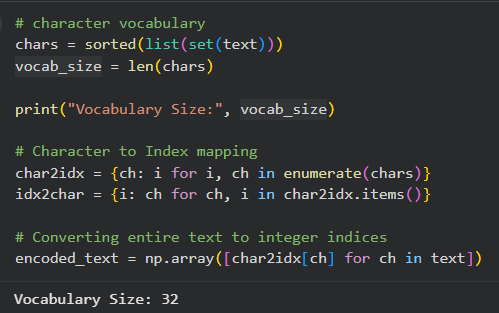 # character vocabulary
chars = sorted(list(set(text)))
vocab_size = len(chars)
print("Vocabulary Size:", vocab_size)
# Character to Index mapping
char2idx = {ch: i for i, ch in enumerate(chars)}
idx2char = {i: ch for ch, i in char2idx.items()}
# Converting entire text to integer indices
encoded_text = np.array([char2idx[ch] for ch in text])
Vocabulary Size: 32